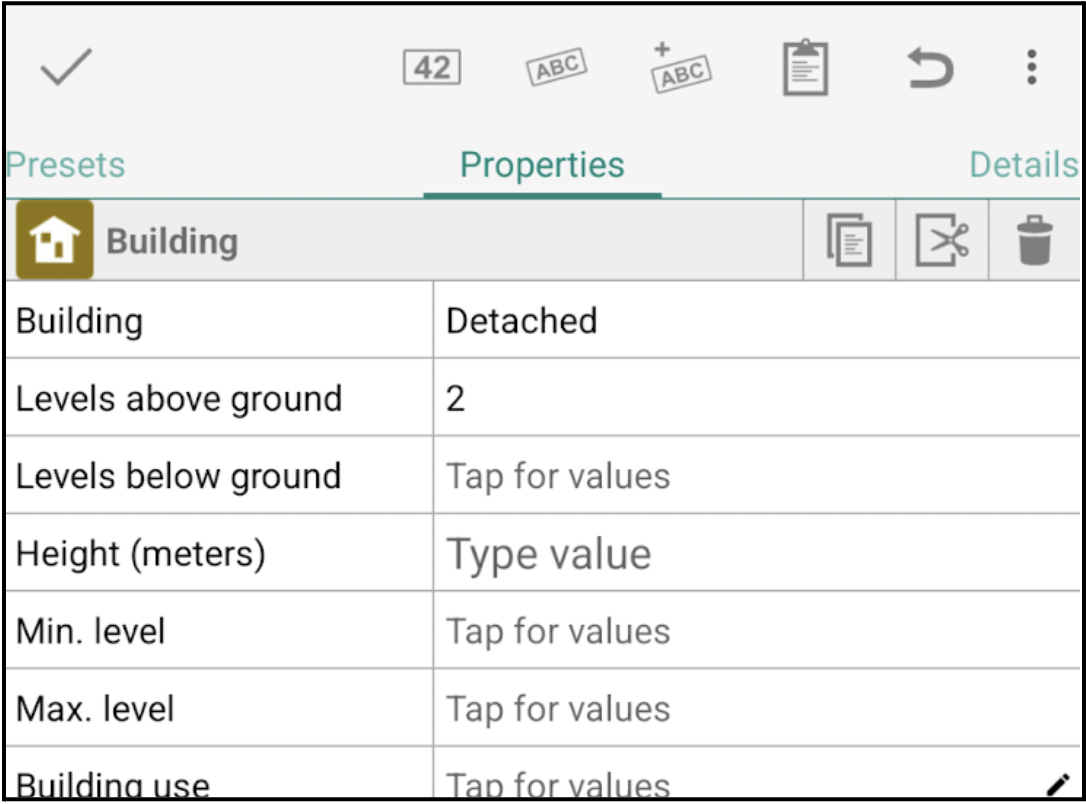 42 ABC ABC
Presets Properties Details
Building
Building Detached
Levels above ground 2
Levels below ground Tap for values
Height (meters) Type value
Min. level Tap for values
Max. level Tap for values
Building use Tap for values